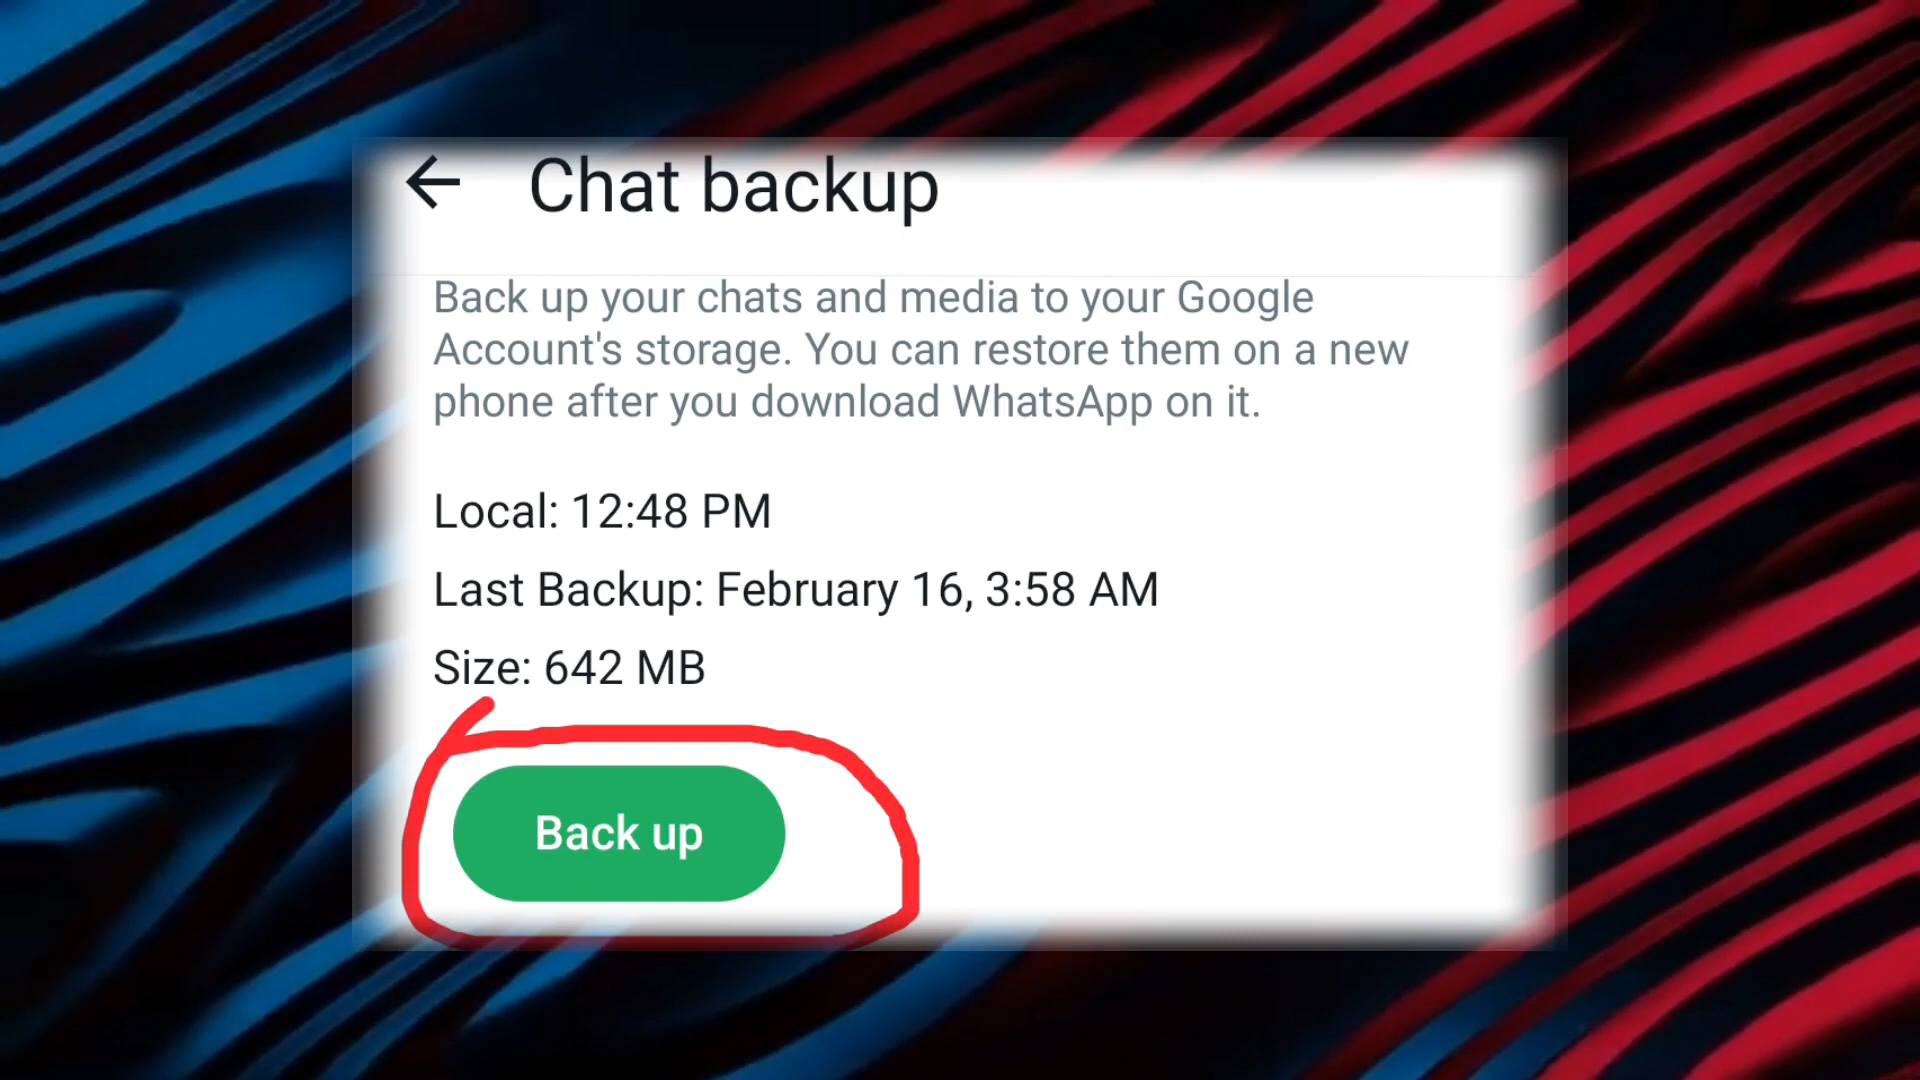 Chat backup
Back up your chats and media to your Google
Account's storage. You can restore them on a new
phone after you download WhatsApp on it.
Local: 12:48 PM
Last Backup: February 16, 3:58 AM
Size: 642 MB
Back up